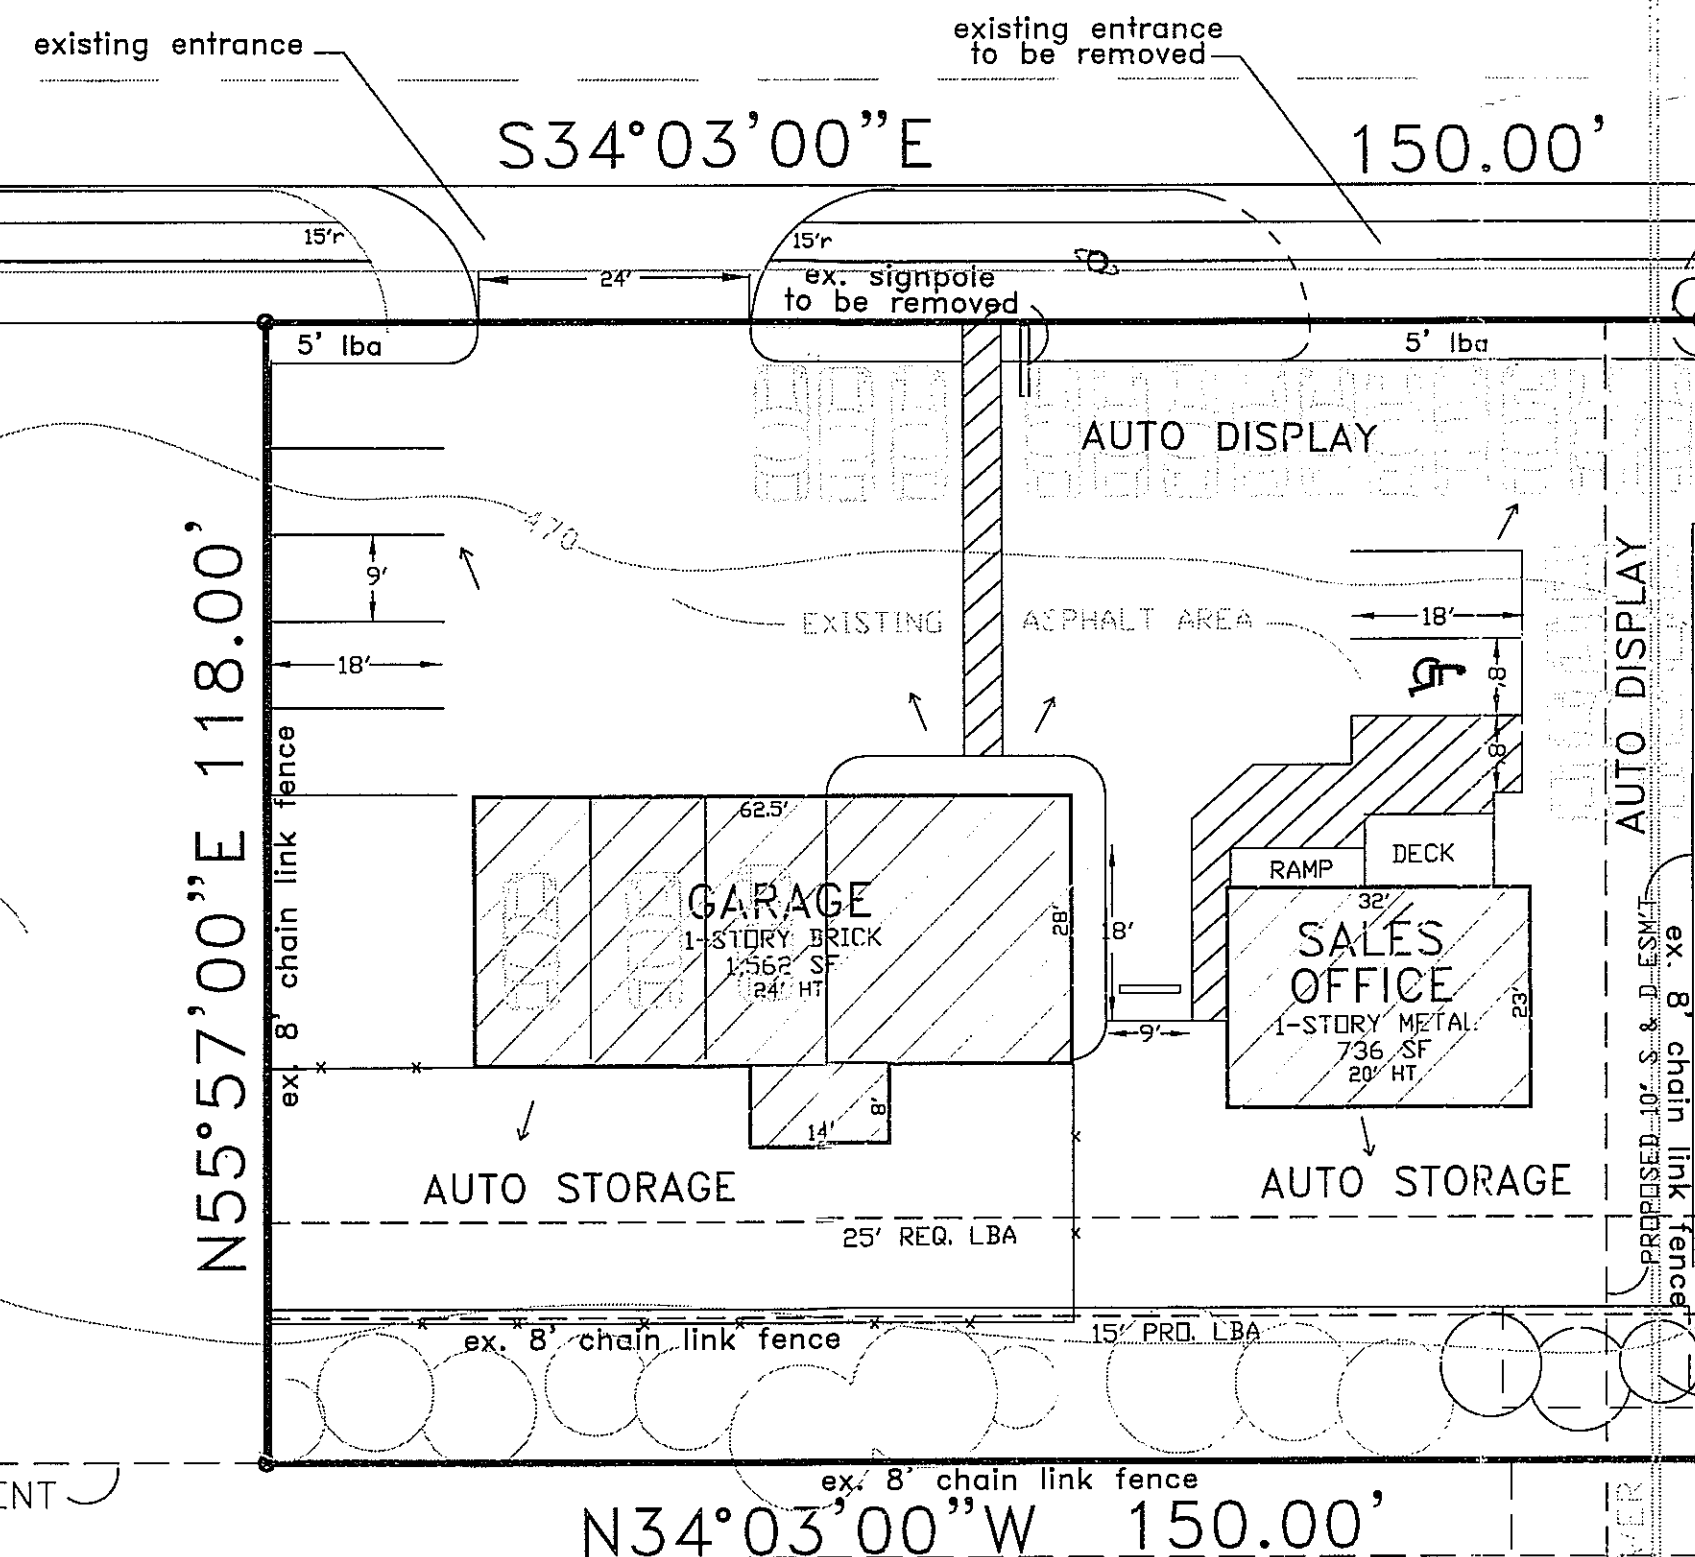 existing entrance
existing entrance
to be removed
S34°03'00"E
150.00'
15'r
15'r
24'
ex. signpole
to be removed
5' lba
5' lba
AUTO DISPLAY
470
9'
18'
EXISTING ASPHALT AREA
18'
8'
8'
AUTO DISPLAY
N55°57'00"E 118.00'
ex. 8' chain link fence
62.5'
GARAGE
1-STORY BRICK
1,562 SF
24' HT
28'
18'
9'
RAMP
DECK
32'
SALES
OFFICE
1-STORY METAL
736 SF
20' HT
23'
14'
8'
AUTO STORAGE
AUTO STORAGE
25' REQ. LBA
PROPOSED 10' S & D ESM'T
ex. 8' chain link fence
ex. 8' chain link fence
15' PRO. LBA
ex. 8' chain link fence
N34°03'00"W 150.00'